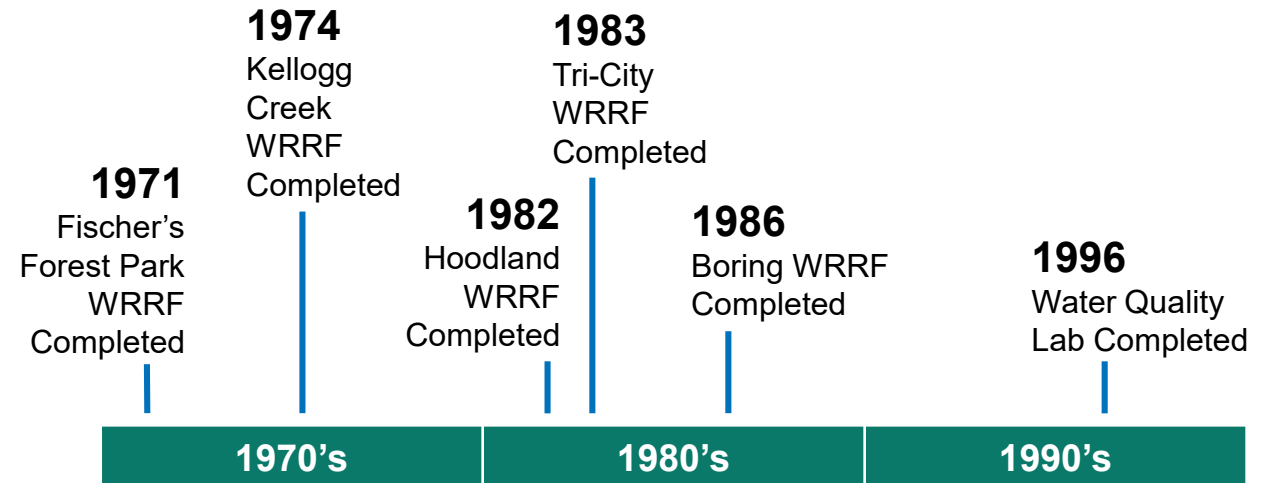 1971
Fischer’s
Forest Park
WRRF
Completed
1974
Kellogg
Creek
WRRF
Completed
1982
Hoodland
WRRF
Completed
1983
Tri-City
WRRF
Completed
1986
Boring WRRF
Completed
1996
Water Quality
Lab Completed
1970’s
1980’s
1990’s